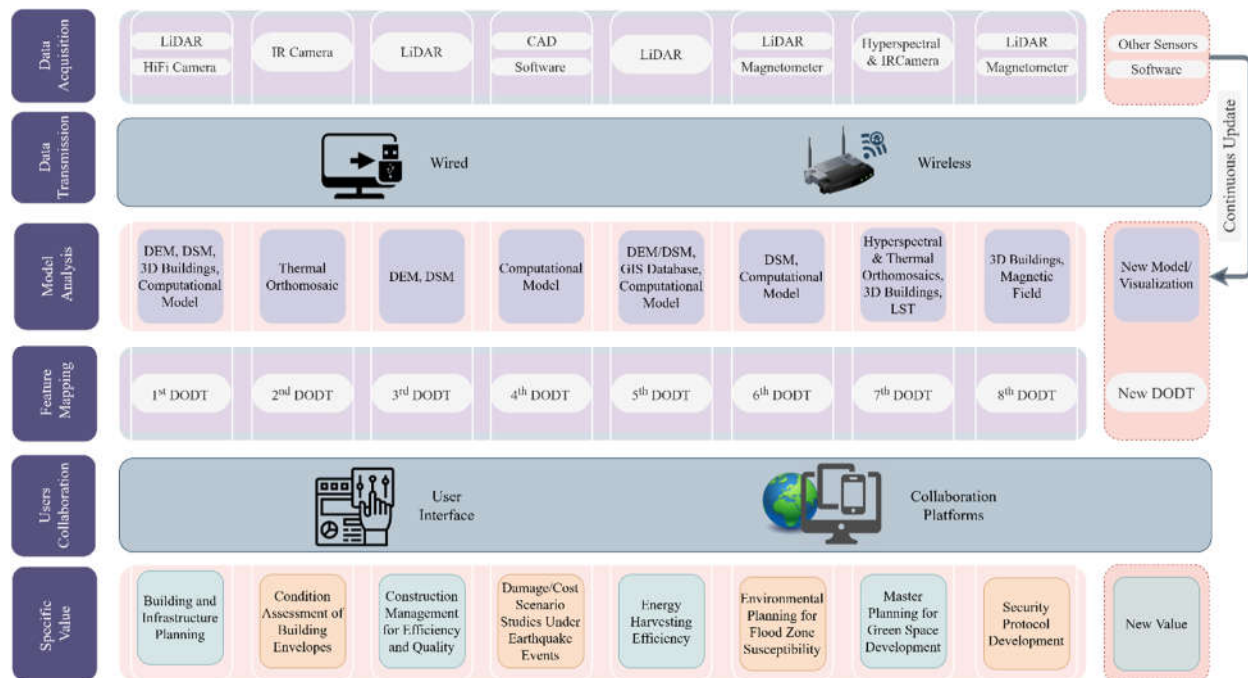 Data
Acquisition
LiDAR
HiFi Camera
IR Camera
LiDAR
CAD
Software
LiDAR
LiDAR
Magnetometer
Hyperspectral
& IRCamera
LiDAR
Magnetometer
Other Sensors
Software
Continuous Update
Data
Transmission
Wired
Wireless
Model
Analysis
DEM, DSM,
3D Buildings,
Computational
Model
Thermal
Orthomosaic
DEM, DSM
Computational
Model
DEM/DSM,
GIS Database,
Computational
Model
DSM,
Computational
Model
Hyperspectral
& Thermal
Orthomosaics,
3D Buildings,
LST
3D Buildings,
Magnetic
Field
New Model/
Visualization
Feature
Mapping
1st DODT
2nd DODT
3rd DODT
4th DODT
5th DODT
6th DODT
7th DODT
8th DODT
New DODT
Users
Collaboration
User
Interface
Collaboration
Platforms
Specific
Value
Building and
Infrastructure
Planning
Condition
Assessment of
Building
Envelopes
Construction
Management
for Efficiency
and Quality
Damage/Cost
Scenario
Studies Under
Earthquake
Events
Energy
Harvesting
Efficiency
Environmental
Planning for
Flood Zone
Susceptibility
Master
Planning for
Green Space
Development
Security
Protocol
Development
New Value